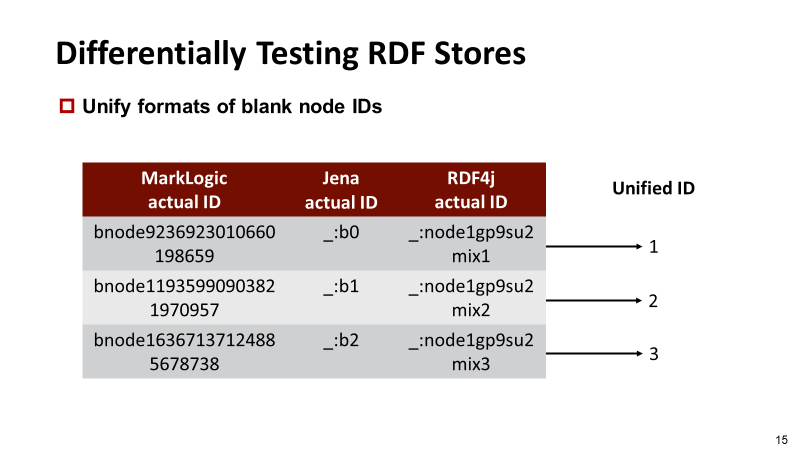 Differentially Testing RDF Stores
Unify formats of blank node IDs
MarkLogic Jena RDF4j
actual ID actual ID actual ID
Unified ID
bnode9236923010660 _:b0 _:node1gp9su2
198659 mix1
1
bnode1193599090382 _:b1 _:node1gp9su2
1970957 mix2
2
bnode1636713712488 _:b2 _:node1gp9su2
5678738 mix3
3
15